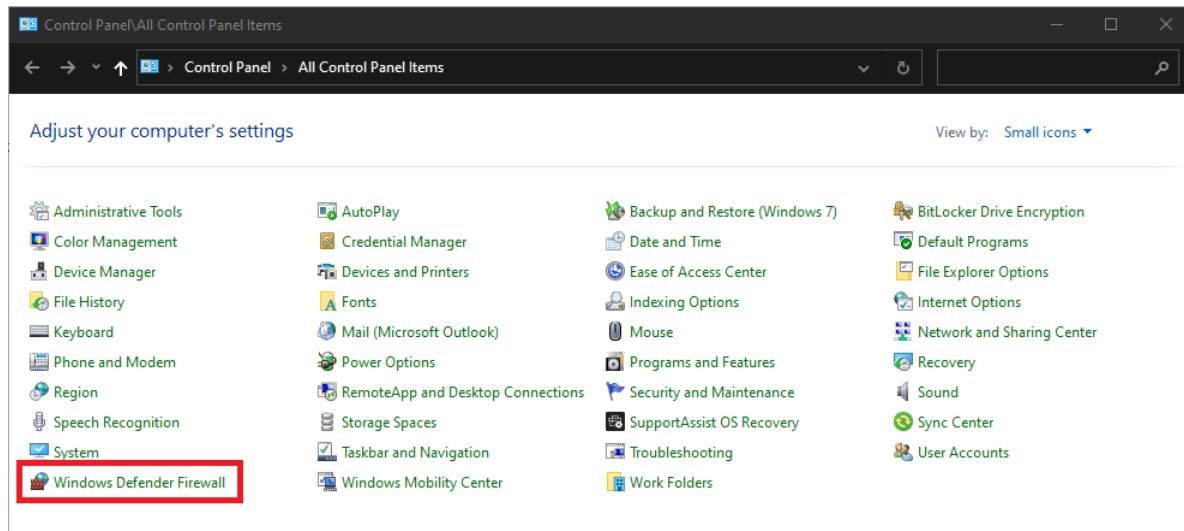 Control Panel\All Control Panel Items
Control Panel › All Control Panel Items
Adjust your computer's settings
View by: Small icons
Administrative Tools
AutoPlay
Backup and Restore (Windows 7)
BitLocker Drive Encryption
Color Management
Credential Manager
Date and Time
Default Programs
Device Manager
Devices and Printers
Ease of Access Center
File Explorer Options
File History
Fonts
Indexing Options
Internet Options
Keyboard
Mail (Microsoft Outlook)
Mouse
Network and Sharing Center
Phone and Modem
Power Options
Programs and Features
Recovery
Region
RemoteApp and Desktop Connections
Security and Maintenance
Sound
Speech Recognition
Storage Spaces
SupportAssist OS Recovery
Sync Center
System
Taskbar and Navigation
Troubleshooting
User Accounts
Windows Defender Firewall
Windows Mobility Center
Work Folders